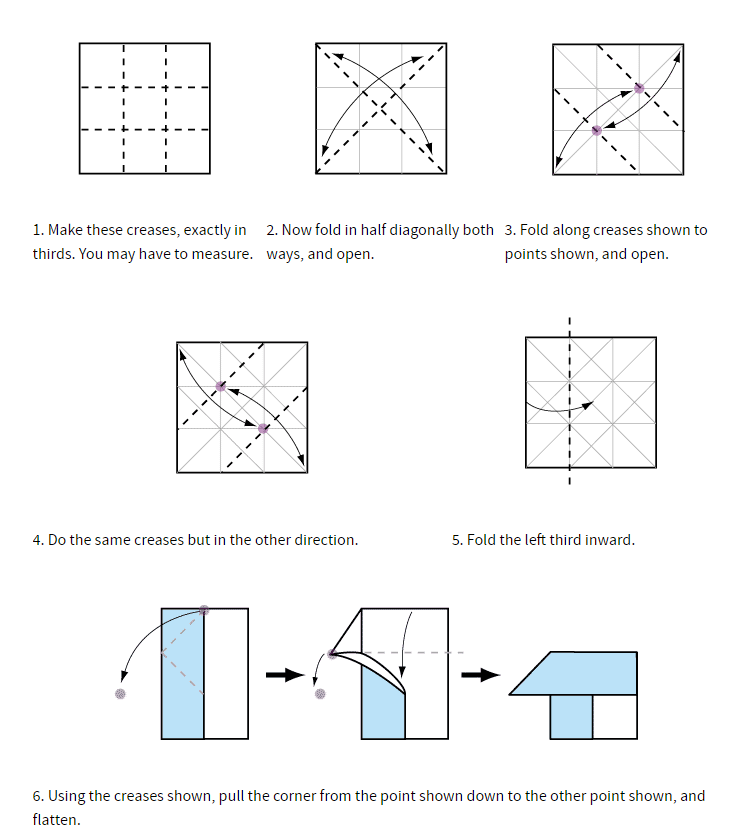 1. Make these creases, exactly in
thirds. You may have to measure.
2. Now fold in half diagonally both
ways, and open.
3. Fold along creases shown to
points shown, and open.
4. Do the same creases but in the other direction.
5. Fold the left third inward.
6. Using the creases shown, pull the corner from the point shown down to the other point shown, and
flatten.